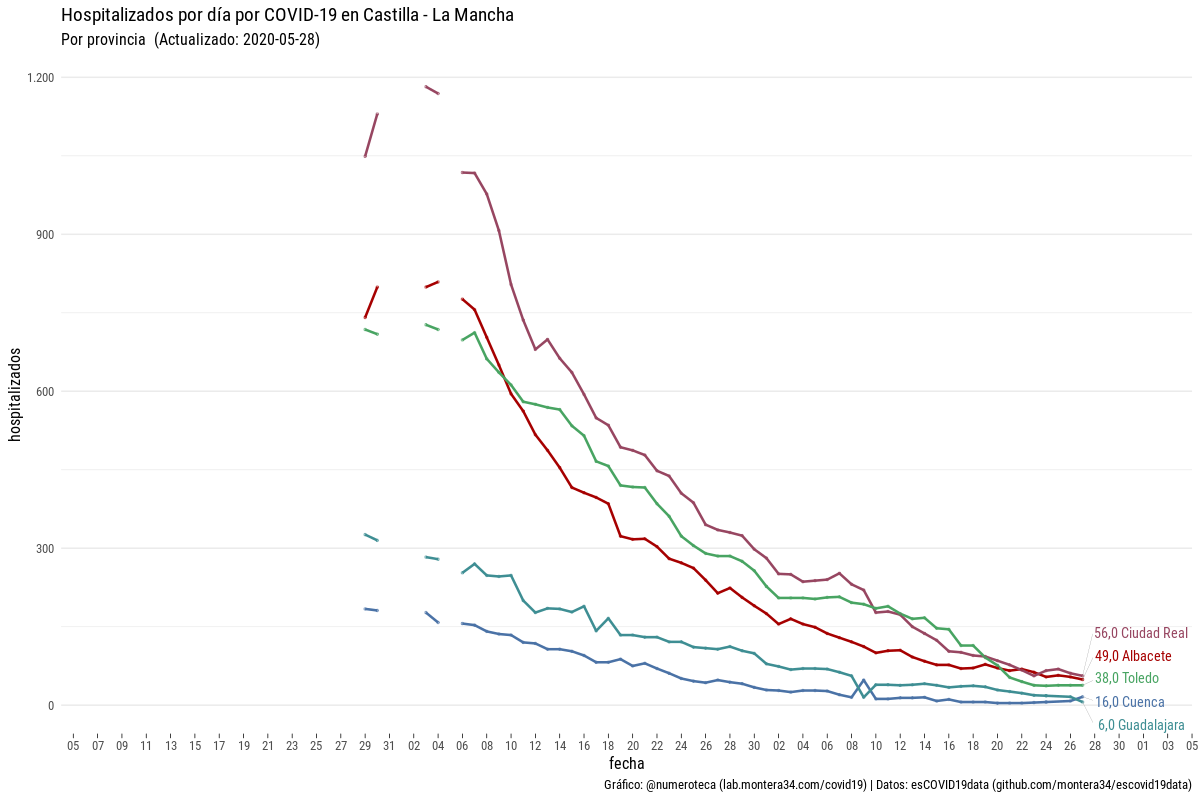 Hospitalizados por día por COVID-19 en Castilla - La Mancha
Por provincia (Actualizado: 2020-05-28)
1.200
900
600
300
0
hospitalizados
56,0 Ciudad Real
49,0 Albacete
38,0 Toledo
16,0 Cuenca
6,0 Guadalajara
05 07 09 11 13 15 17 19 21 23 25 27 29 31 02 04 06 08 10 12 14 16 18 20 22 24 26 28 30 02 04 06 08 10 12 14 16 18 20 22 24 26 28 30 01 03 05
fecha
Gráfico: @numeroteca (lab.montera34.com/covid19) | Datos: esCOVID19data (github.com/montera34/escovid19data)